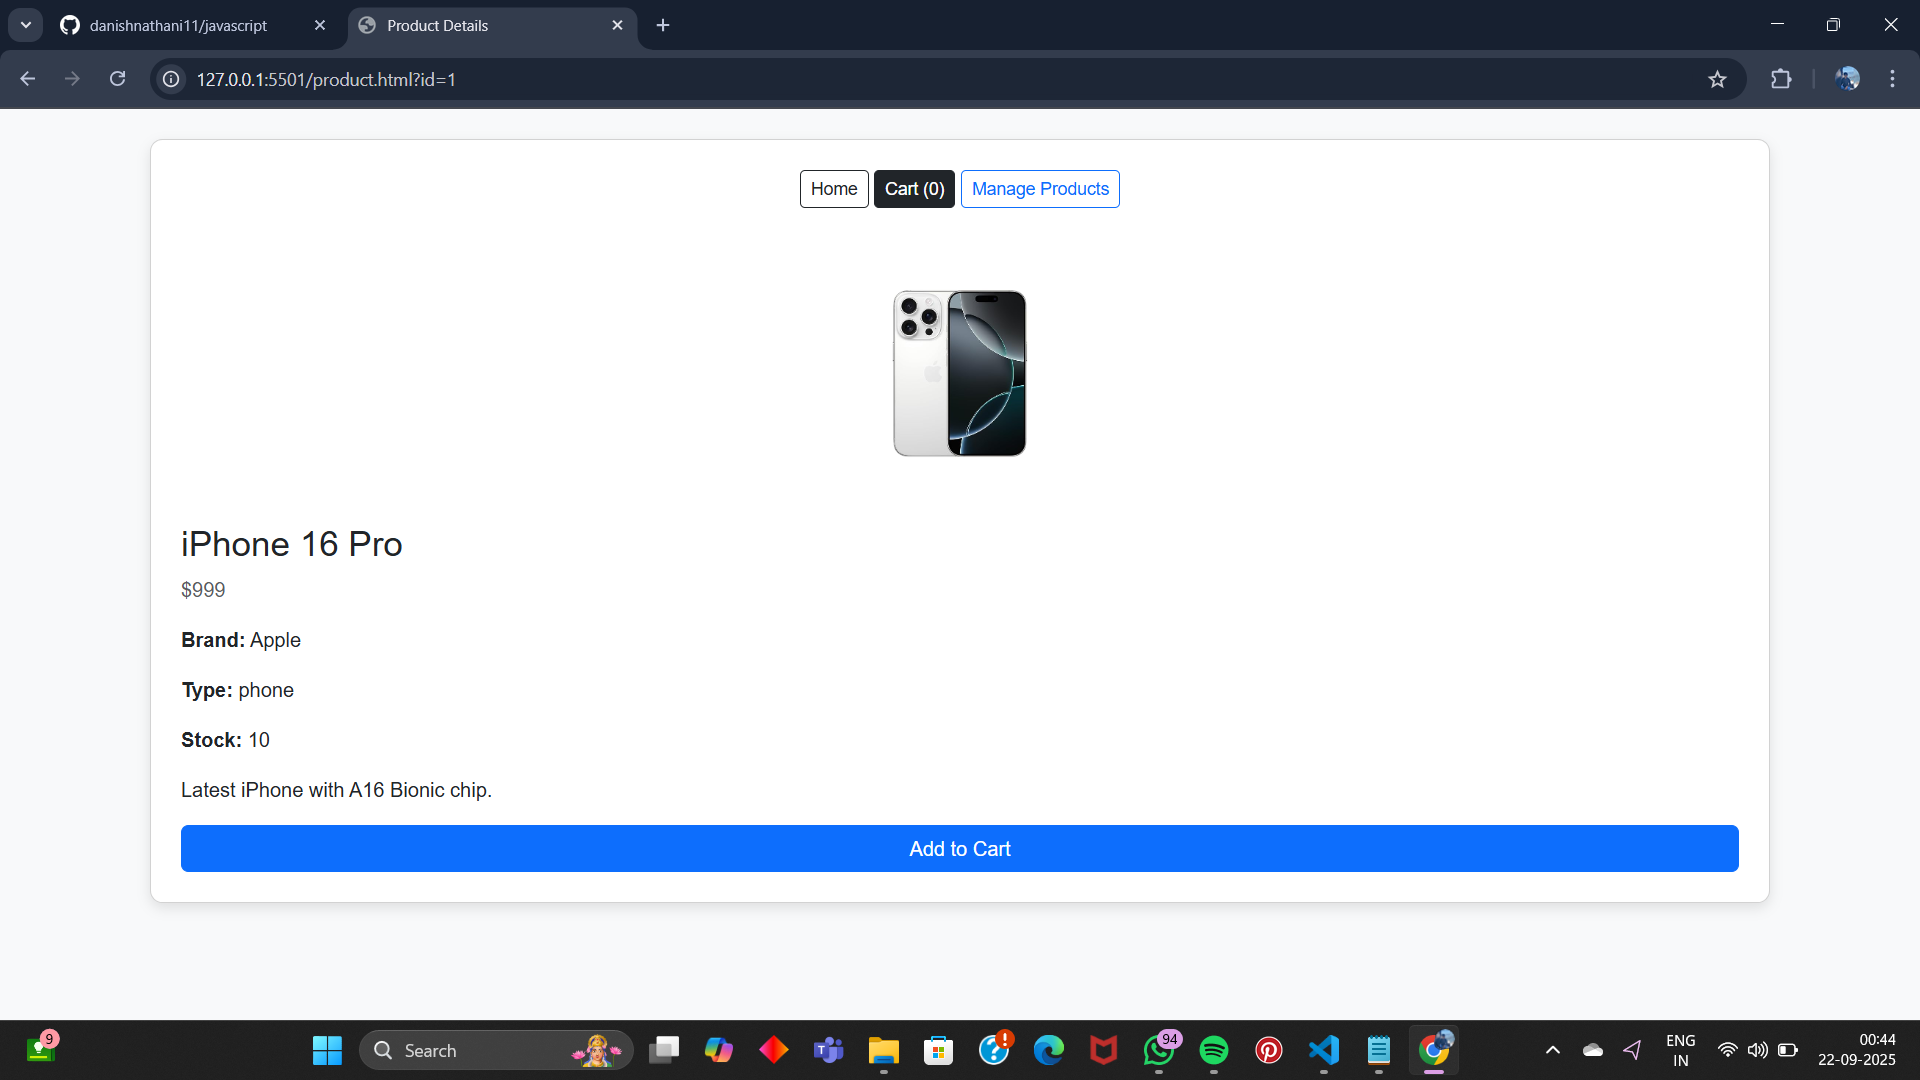 danishnathani11/javascript
Product Details
127.0.0.1:5501/product.html?id=1
Home
Cart (0)
Manage Products
iPhone 16 Pro
$999
Brand: Apple
Type: phone
Stock: 10
Latest iPhone with A16 Bionic chip.
Add to Cart
9
Search
94
ENG
IN
00:44
22-09-2025